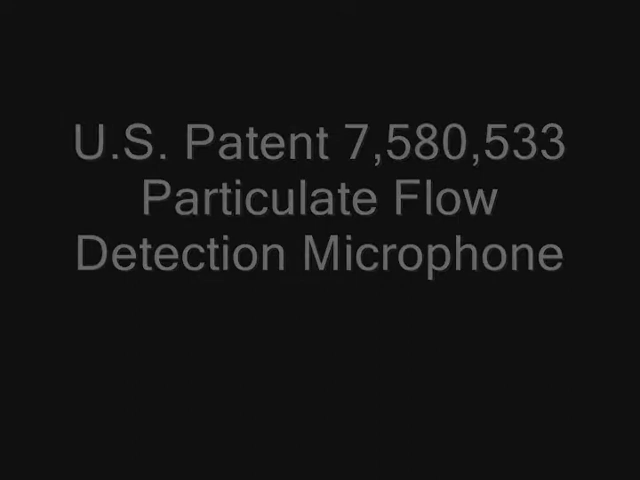 U.S. Patent 7,580,533
Particulate Flow
Detection Microphone